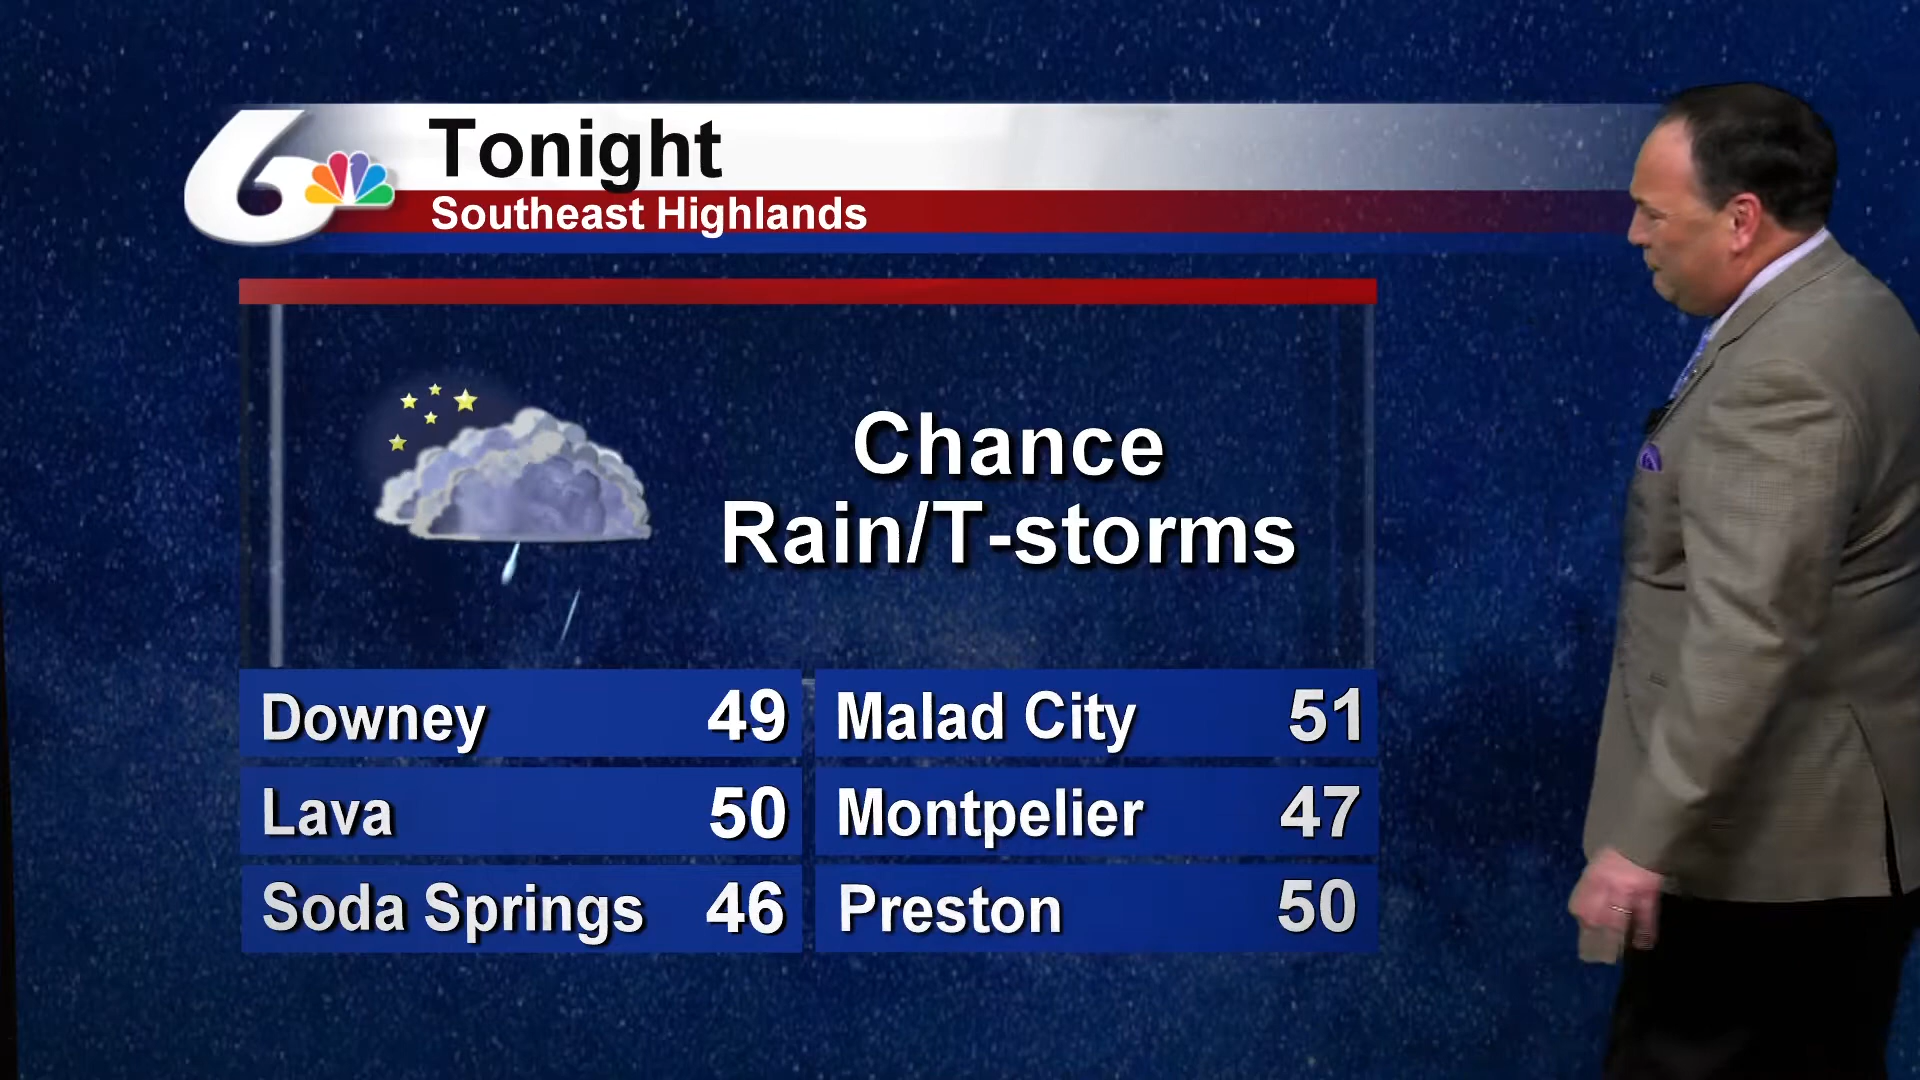 6
Tonight
Southeast Highlands
Chance
Rain/T-storms
Downey 49 Malad City 51
Lava 50 Montpelier 47
Soda Springs 46 Preston 50